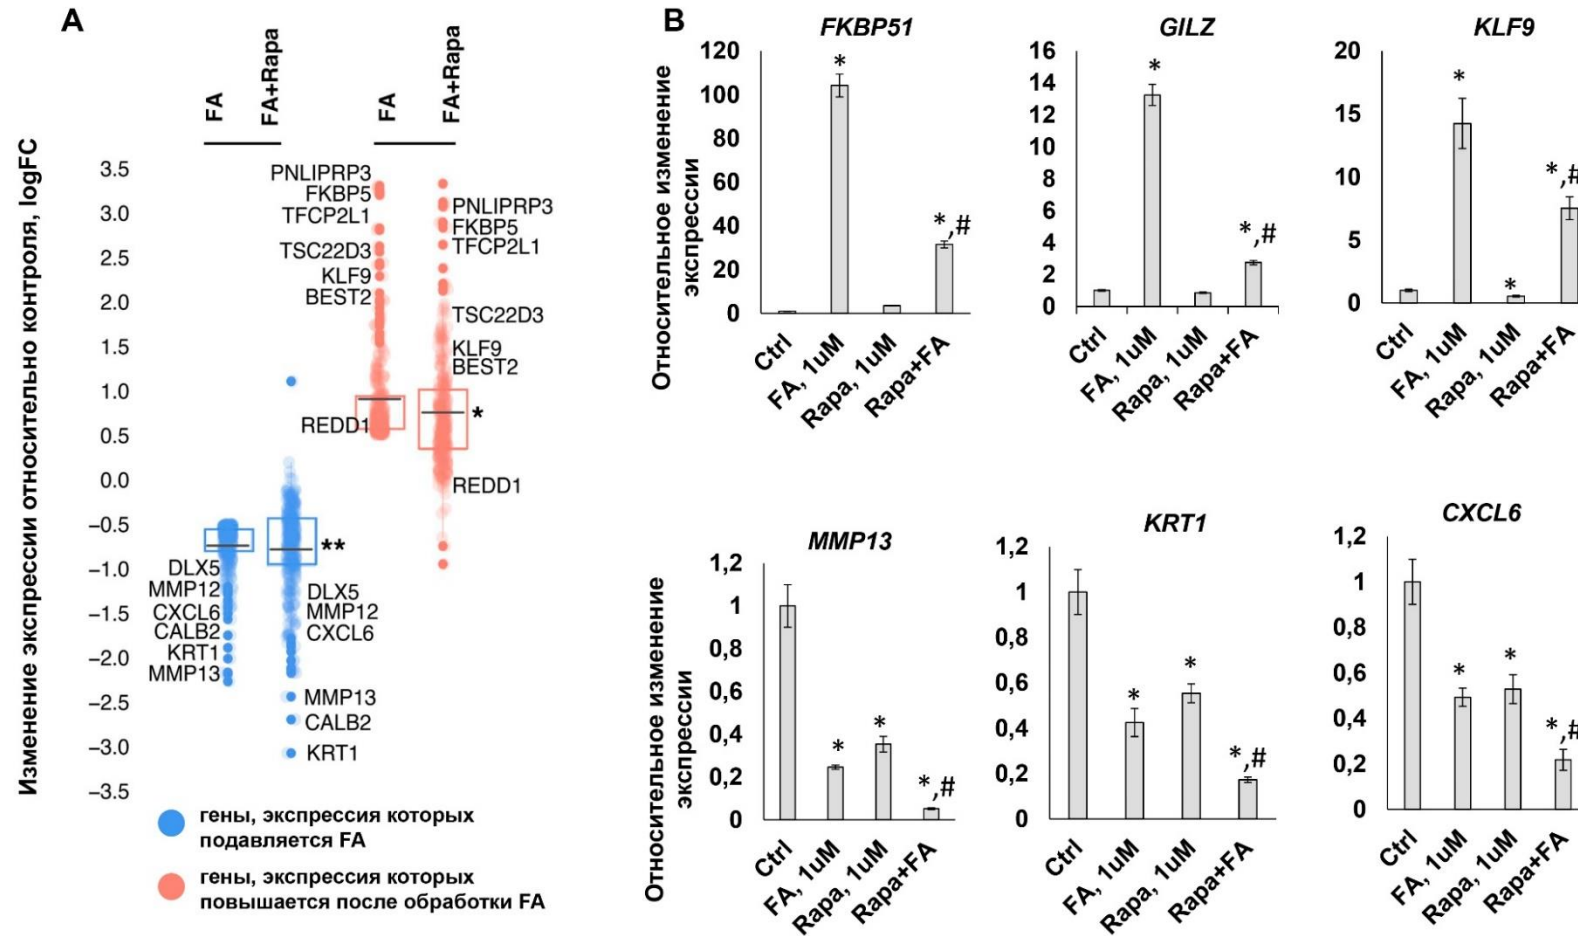 A
FA
FA+Rapa
FA
FA+Rapa
Изменение экспрессии относительно контроля, logFC
3.5
3.0
2.5
2.0
1.5
1.0
0.5
0.0
−0.5
−1.0
−1.5
−2.0
−2.5
−3.0
−3.5
PNLIPRP3
FKBP5
TFCP2L1
TSC22D3
KLF9
BEST2
REDD1
PNLIPRP3
FKBP5
TFCP2L1
TSC22D3
KLF9
BEST2
*
REDD1
**
DLX5
MMP12
CXCL6
CALB2
KRT1
MMP13
DLX5
MMP12
CXCL6
MMP13
CALB2
KRT1
гены, экспрессия которых
подавляется FA
гены, экспрессия которых
повышается после обработки FA
B
FKBP51
Относительное изменение
экспрессии
120
100
80
60
40
20
0
*
*,#
Ctrl
FA, 1uM
Rapa, 1uM
Rapa+FA
GILZ
16
14
12
10
8
6
4
2
0
*
*,#
Ctrl
FA, 1uM
Rapa, 1uM
Rapa+FA
KLF9
20
15
10
5
0
*
*
*,#
Ctrl
FA, 1uM
Rapa, 1uM
Rapa+FA
MMP13
Относительное изменение
экспрессии
1,2
1
0,8
0,6
0,4
0,2
0
*
*
*,#
Ctrl
FA, 1uM
Rapa, 1uM
Rapa+FA
KRT1
1,2
1
0,8
0,6
0,4
0,2
0
*
*
*,#
Ctrl
FA, 1uM
Rapa, 1uM
Rapa+FA
CXCL6
1,2
1
0,8
0,6
0,4
0,2
0
*
*
*,#
Ctrl
FA, 1uM
Rapa, 1uM
Rapa+FA